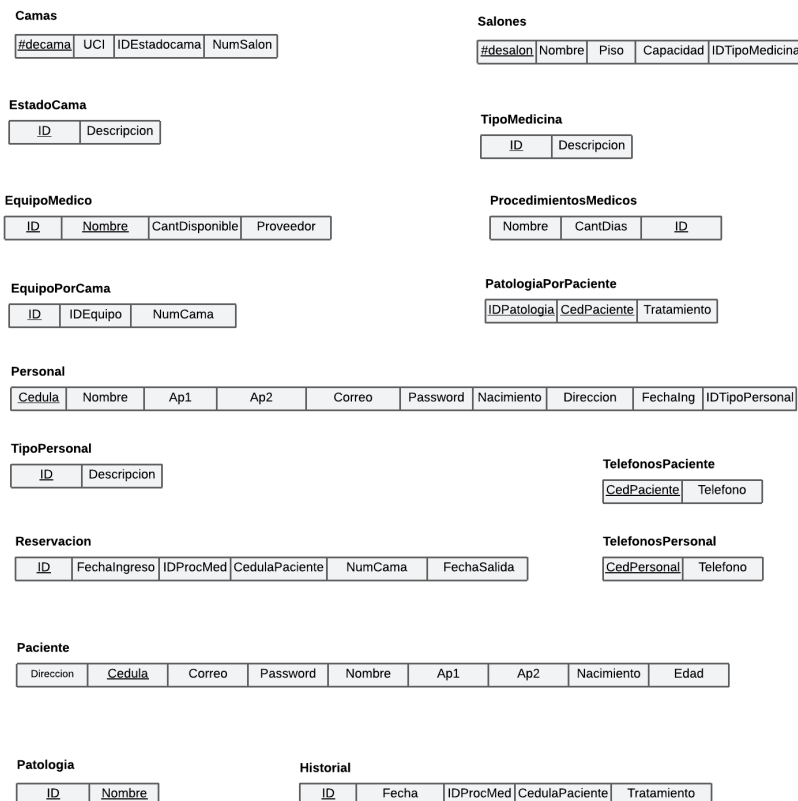 Camas
#decama UCI IDEstadocama NumSalon
Salones
#desalon Nombre Piso Capacidad IDTipoMedicina
EstadoCama
ID Descripcion
TipoMedicina
ID Descripcion
EquipoMedico
ID Nombre CantDisponible Proveedor
ProcedimientosMedicos
Nombre CantDias ID
EquipoPorCama
ID IDEquipo NumCama
PatologiaPorPaciente
IDPatologia CedPaciente Tratamiento
Personal
Cedula Nombre Ap1 Ap2 Correo Password Nacimiento Direccion FechaIng IDTipoPersonal
TipoPersonal
ID Descripcion
TelefonosPaciente
CedPaciente Telefono
Reservacion
ID FechaIngreso IDProcMed CedulaPaciente NumCama FechaSalida
TelefonosPersonal
CedPersonal Telefono
Paciente
Direccion Cedula Correo Password Nombre Ap1 Ap2 Nacimiento Edad
Patologia
ID Nombre
Historial
ID Fecha IDProcMed CedulaPaciente Tratamiento